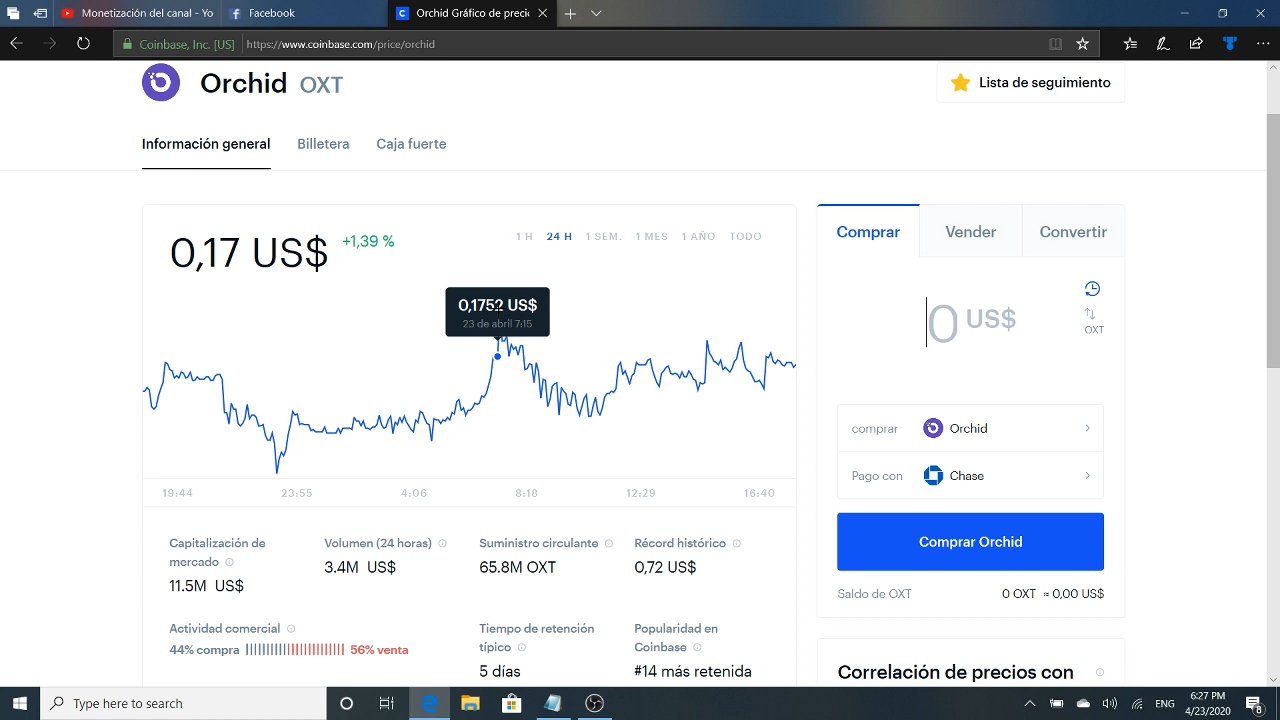 Monetización del canal - Yo
Facebook
Orchid Gráfico de preci
Coinbase, Inc. [US]
https://www.coinbase.com/price/orchid
Orchid OXT
Lista de seguimiento
Información general
Billetera
Caja fuerte
0,17 US$ +1,39 %
1 H
24 H
1 SEM.
1 MES
1 AÑO
TODO
0,1752 US$
23 de abril 7:15
19:44
23:55
4:06
8:18
12:29
16:40
Capitalización de
mercado
11.5M US$
Volumen (24 horas)
3.4M US$
Suministro circulante
65.8M OXT
Récord histórico
0,72 US$
Actividad comercial
44% compra
56% venta
Tiempo de retención
típico
5 días
Popularidad en
Coinbase
#14 más retenida
Comprar
Vender
Convertir
0 US$
OXT
comprar
Orchid
Pago con
Chase
Comprar Orchid
Saldo de OXT
0 OXT ≈ 0,00 US$
Correlación de precios con
Type here to search
ENG
6:27 PM
4/23/2020
8